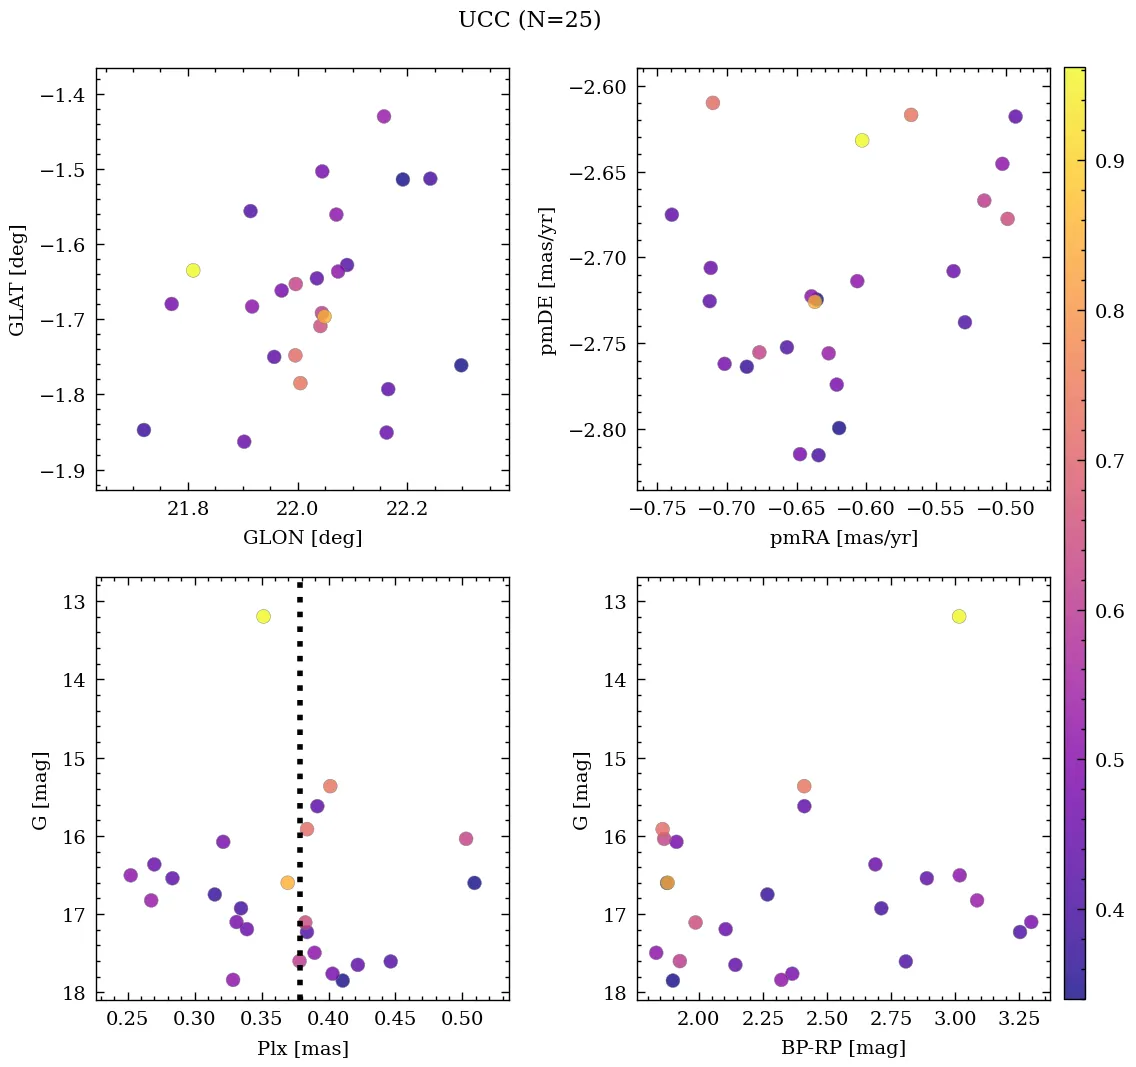 UCC (N=25)
−1.4
−1.5
−1.6
−1.7
−1.8
−1.9
GLAT [deg]
21.8 22.0 22.2
GLON [deg]
−2.60
−2.65
−2.70
−2.75
−2.80
pmDE [mas/yr]
−0.75 −0.70 −0.65 −0.60 −0.55 −0.50
pmRA [mas/yr]
13
14
15
16
17
18
G [mag]
0.25 0.30 0.35 0.40 0.45 0.50
Plx [mas]
13
14
15
16
17
18
G [mag]
2.00 2.25 2.50 2.75 3.00 3.25
BP-RP [mag]
0.9
0.8
0.7
0.6
0.5
0.4